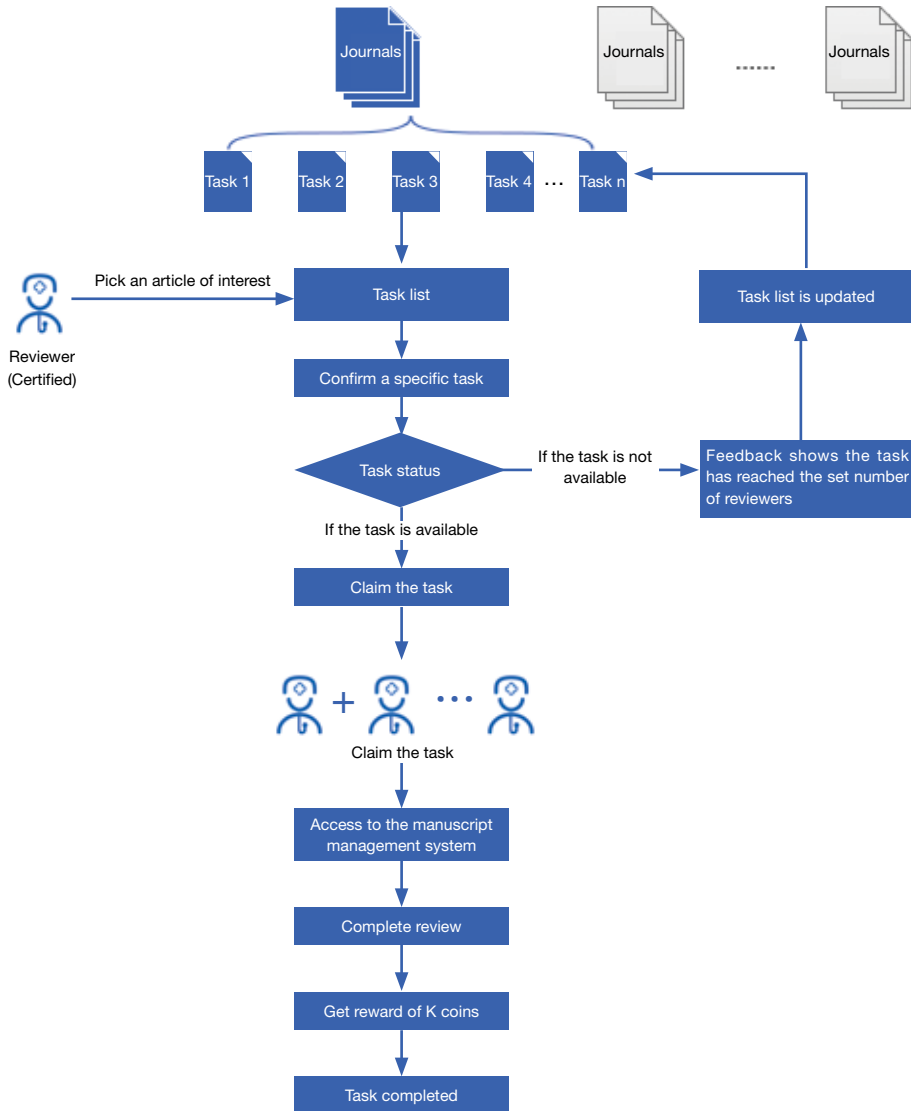 Journals
Journals
......
Journals
Task 1
Task 2
Task 3
Task 4
...
Task n
Pick an article of interest
Task list
Task list is updated
Reviewer
(Certified)
Confirm a specific task
Task status
If the task is not
available
Feedback shows the task
has reached the set number
of reviewers
If the task is available
Claim the task
+
...
Claim the task
Access to the manuscript
management system
Complete review
Get reward of K coins
Task completed